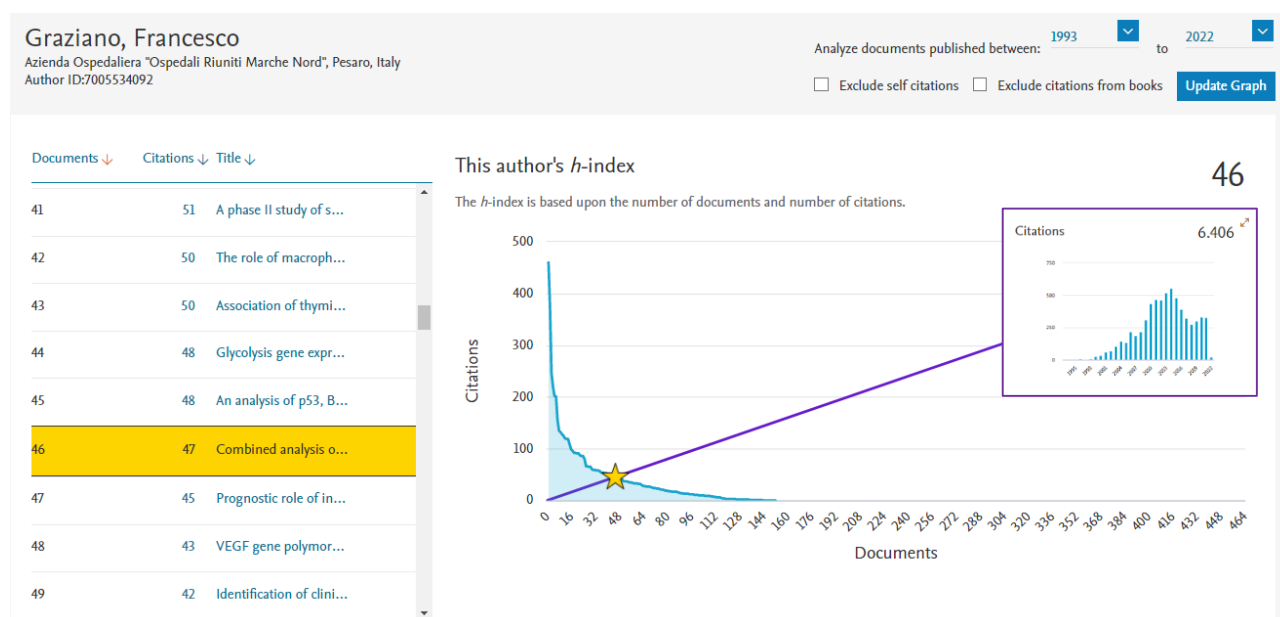 Graziano, Francesco
Azienda Ospedaliera "Ospedali Riuniti Marche Nord", Pesaro, Italy
Author ID:7005534092
Analyze documents published between: 1993 to 2022
Exclude self citations Exclude citations from books Update Graph
Documents Citations Title
41 51 A phase II study of s...
42 50 The role of macroph...
43 50 Association of thymi...
44 48 Glycolysis gene expr...
45 48 An analysis of p53, B...
46 47 Combined analysis o...
47 45 Prognostic role of in...
48 43 VEGF gene polymor...
49 42 Identification of clini...
This author's h-index
46
The h-index is based upon the number of documents and number of citations.
Citations
500
400
300
200
100
0
0 16 32 48 64 80 96 112 128 144 160 176 192 208 224 240 256 272 288 304 320 336 352 368 384 400 416 432 448 464
Documents
Citations 6.406
750
500
250
0